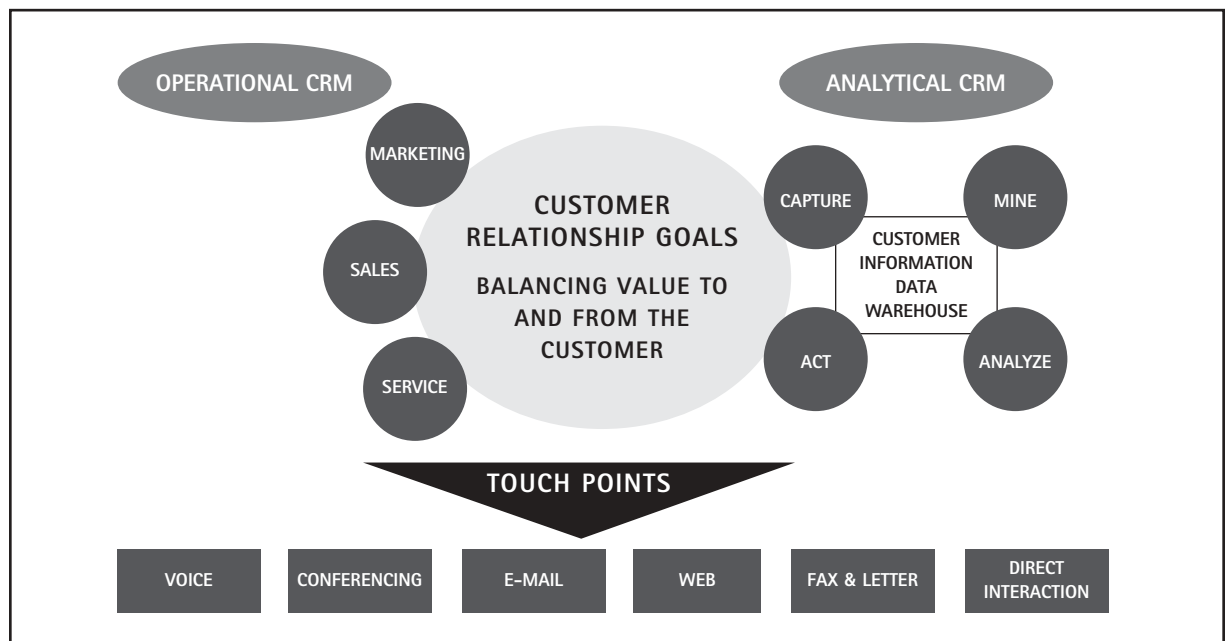 OPERATIONAL CRM
ANALYTICAL CRM
MARKETING
SALES
SERVICE
CUSTOMER
RELATIONSHIP GOALS
BALANCING VALUE TO
AND FROM THE
CUSTOMER
CAPTURE
MINE
CUSTOMER
INFORMATION
DATA
WAREHOUSE
ACT
ANALYZE
TOUCH POINTS
VOICE
CONFERENCING
E-MAIL
WEB
FAX & LETTER
DIRECT
INTERACTION